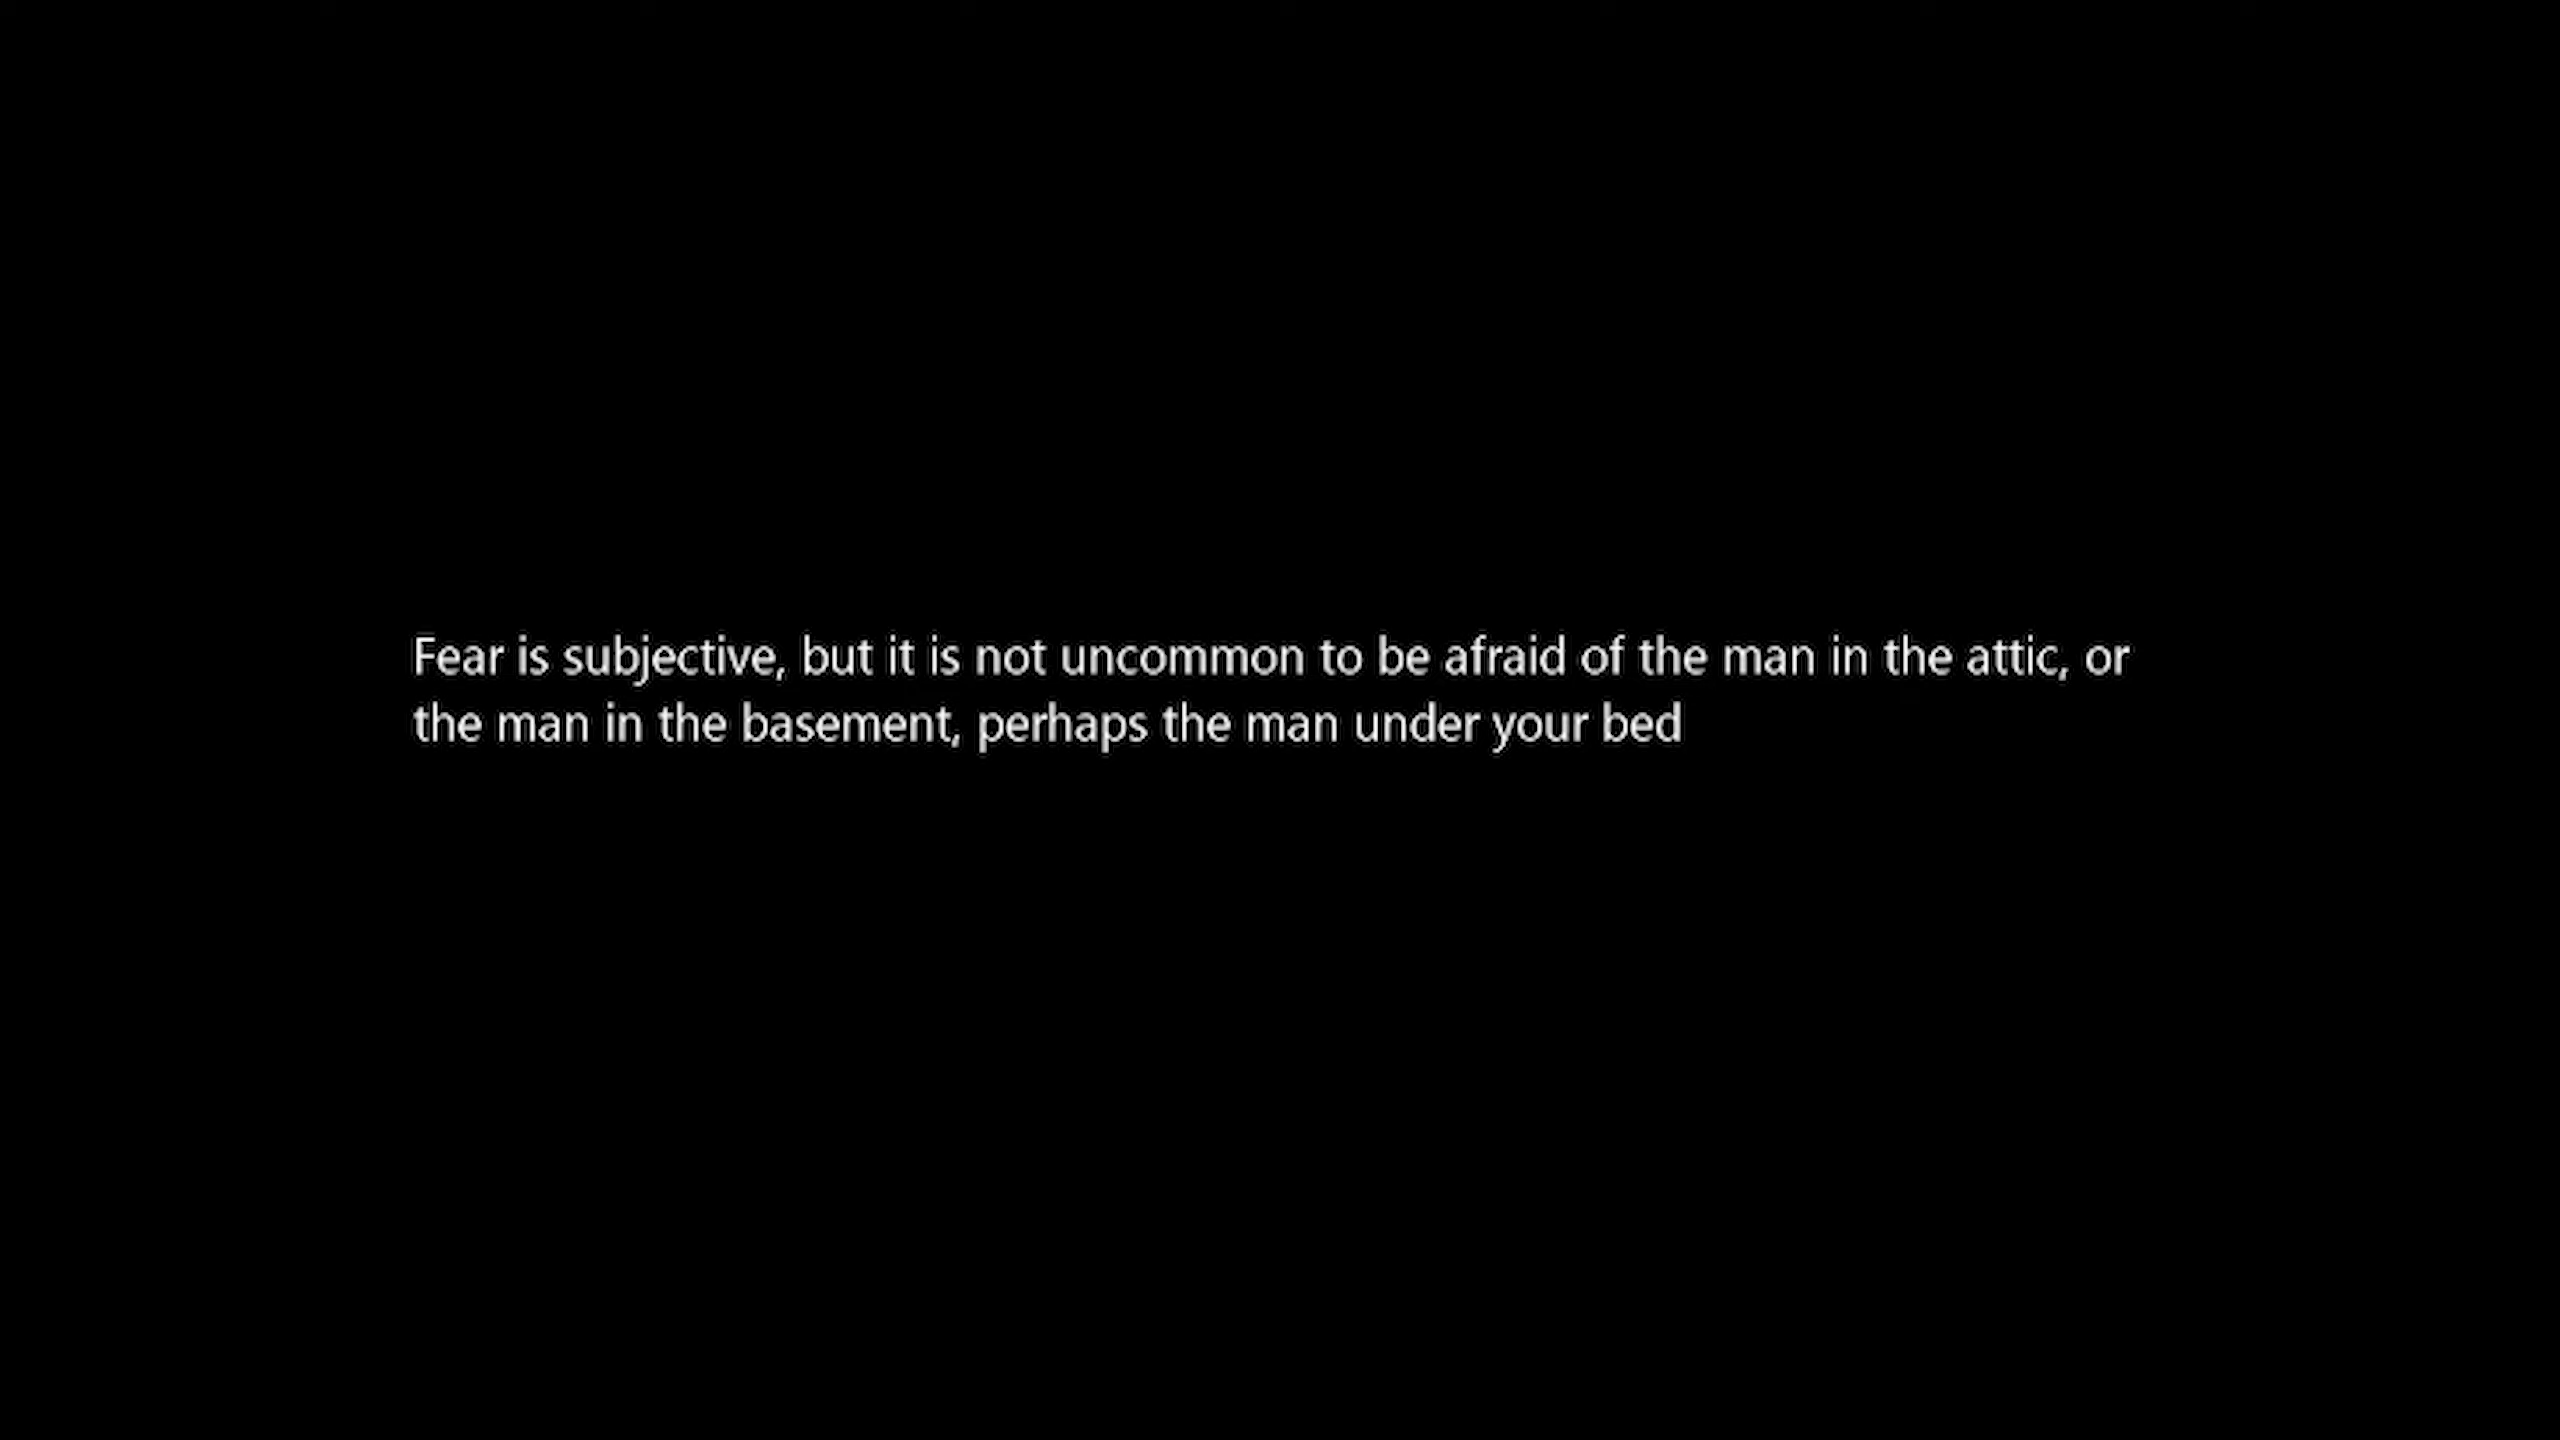 Fear is subjective, but it is not uncommon to be afraid of the man in the attic, or
the man in the basement, perhaps the man under your bed